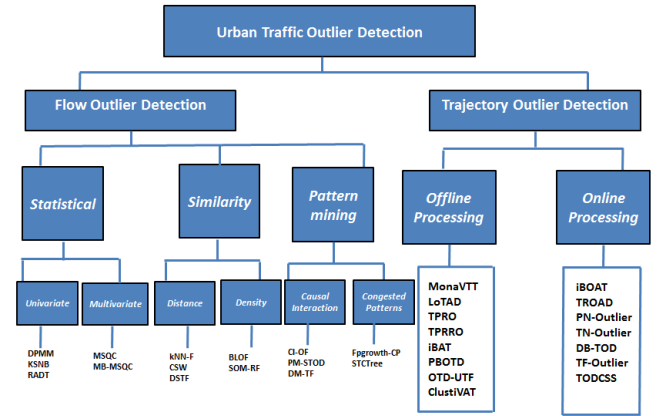 Urban Traffic Outlier Detection
Flow Outlier Detection
Trajectory Outlier Detection
Statistical
Similarity
Pattern
mining
Offline
Processing
Online
Processing
Univariate
Multivariate
Distance
Density
Causal
Interaction
Congested
Patterns
DPMM
KSNB
RADT
MSQC
MB-MSQC
kNN-F
CSW
DSTF
BLOF
SOM-RF
CI-OF
PM-STOD
DM-TF
Fpgrowth-CP
STCTree
MonaVTT
LoTAD
TPRO
TPRRO
iBAT
PBOTD
OTD-UTF
ClustiVAT
iBOAT
TROAD
PN-Outlier
TN-Outlier
DB-TOD
TF-Outlier
TODCSS